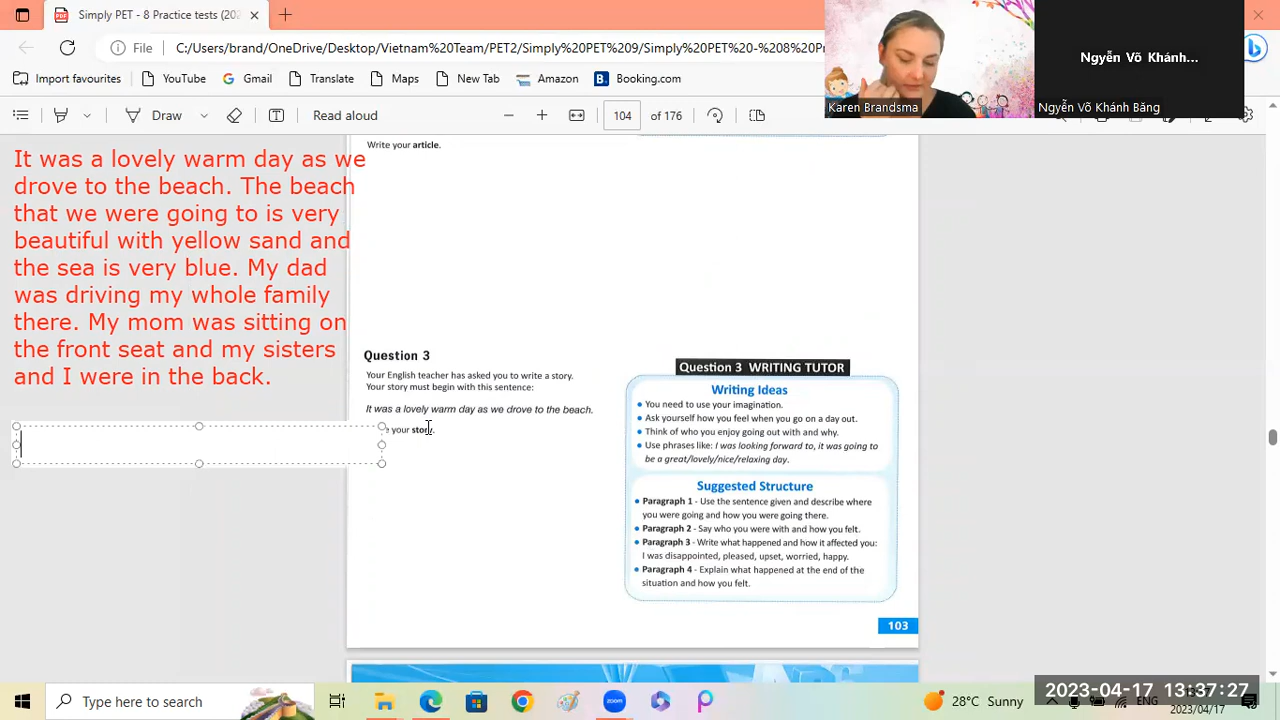 Simply PET - 8 Practice tests (2
File
C:/Users/brand/OneDrive/Desktop/Vietnam%20Team/PET2/Simply%20PET%209/Simply%20PET%20-%208%20Pr
Import favourites
YouTube
Gmail
Translate
Maps
New Tab
Amazon
Booking.com
Draw
Read aloud
104
of 176
Karen Brandsma
Nguyễn Võ Khánh...
Nguyễn Võ Khánh Băng
It was a lovely warm day as we
drove to the beach. The beach
that we were going to is very
beautiful with yellow sand and
the sea is very blue. My dad
was driving my whole family
there. My mom was sitting on
the front seat and my sisters
and I were in the back.
Write your article.
Question 3
Your English teacher has asked you to write a story.
Your story must begin with this sentence:
It was a lovely warm day as we drove to the beach.
your story.
Question 3 WRITING TUTOR
Writing Ideas
• You need to use your imagination.
• Ask yourself how you feel when you go on a day out.
• Think of who you enjoy going out with and why.
• Use phrases like: I was looking forward to, it was going to
be a great/lovely/nice/relaxing day.
Suggested Structure
• Paragraph 1 - Use the sentence given and describe where
you were going and how you were going there.
• Paragraph 2 - Say who you were with and how you felt.
• Paragraph 3 - Write what happened and how it affected you:
I was disappointed, pleased, upset, worried, happy.
• Paragraph 4 - Explain what happened at the end of the
situation and how you felt.
103
Type here to search
28°C Sunny
ENG
2023-04-17 13:37:27
2023/04/17